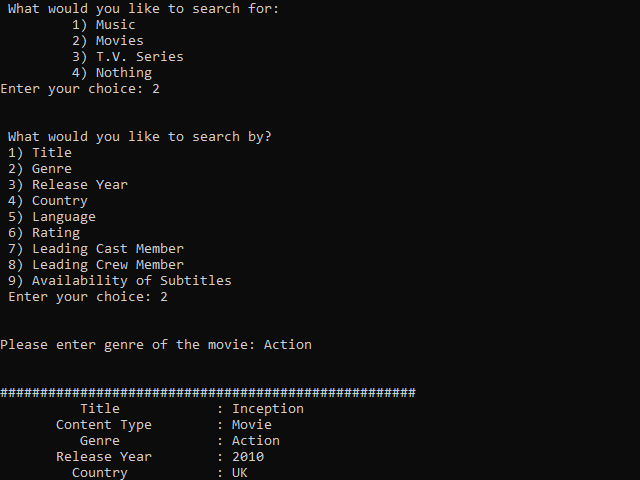 What would you like to search for:
1) Music
2) Movies
3) T.V. Series
4) Nothing
Enter your choice: 2
What would you like to search by?
1) Title
2) Genre
3) Release Year
4) Country
5) Language
6) Rating
7) Leading Cast Member
8) Leading Crew Member
9) Availability of Subtitles
Enter your choice: 2
Please enter genre of the movie: Action
####################################################
Title : Inception
Content Type : Movie
Genre : Action
Release Year : 2010
Country : UK